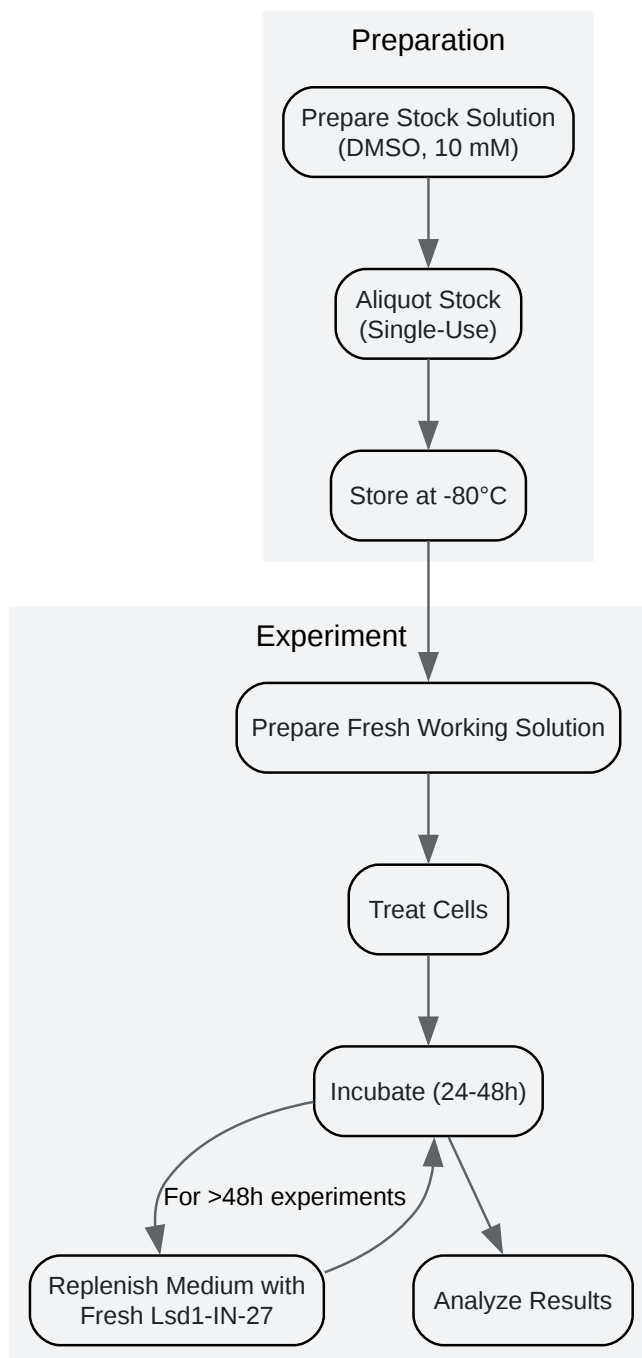 Preparation
Prepare Stock Solution
(DMSO, 10 mM)
Aliquot Stock
(Single-Use)
Store at -80°C
Experiment
Prepare Fresh Working Solution
Treat Cells
Incubate (24-48h)
For >48h experiments
Replenish Medium with
Fresh Lsd1-IN-27
Analyze Results